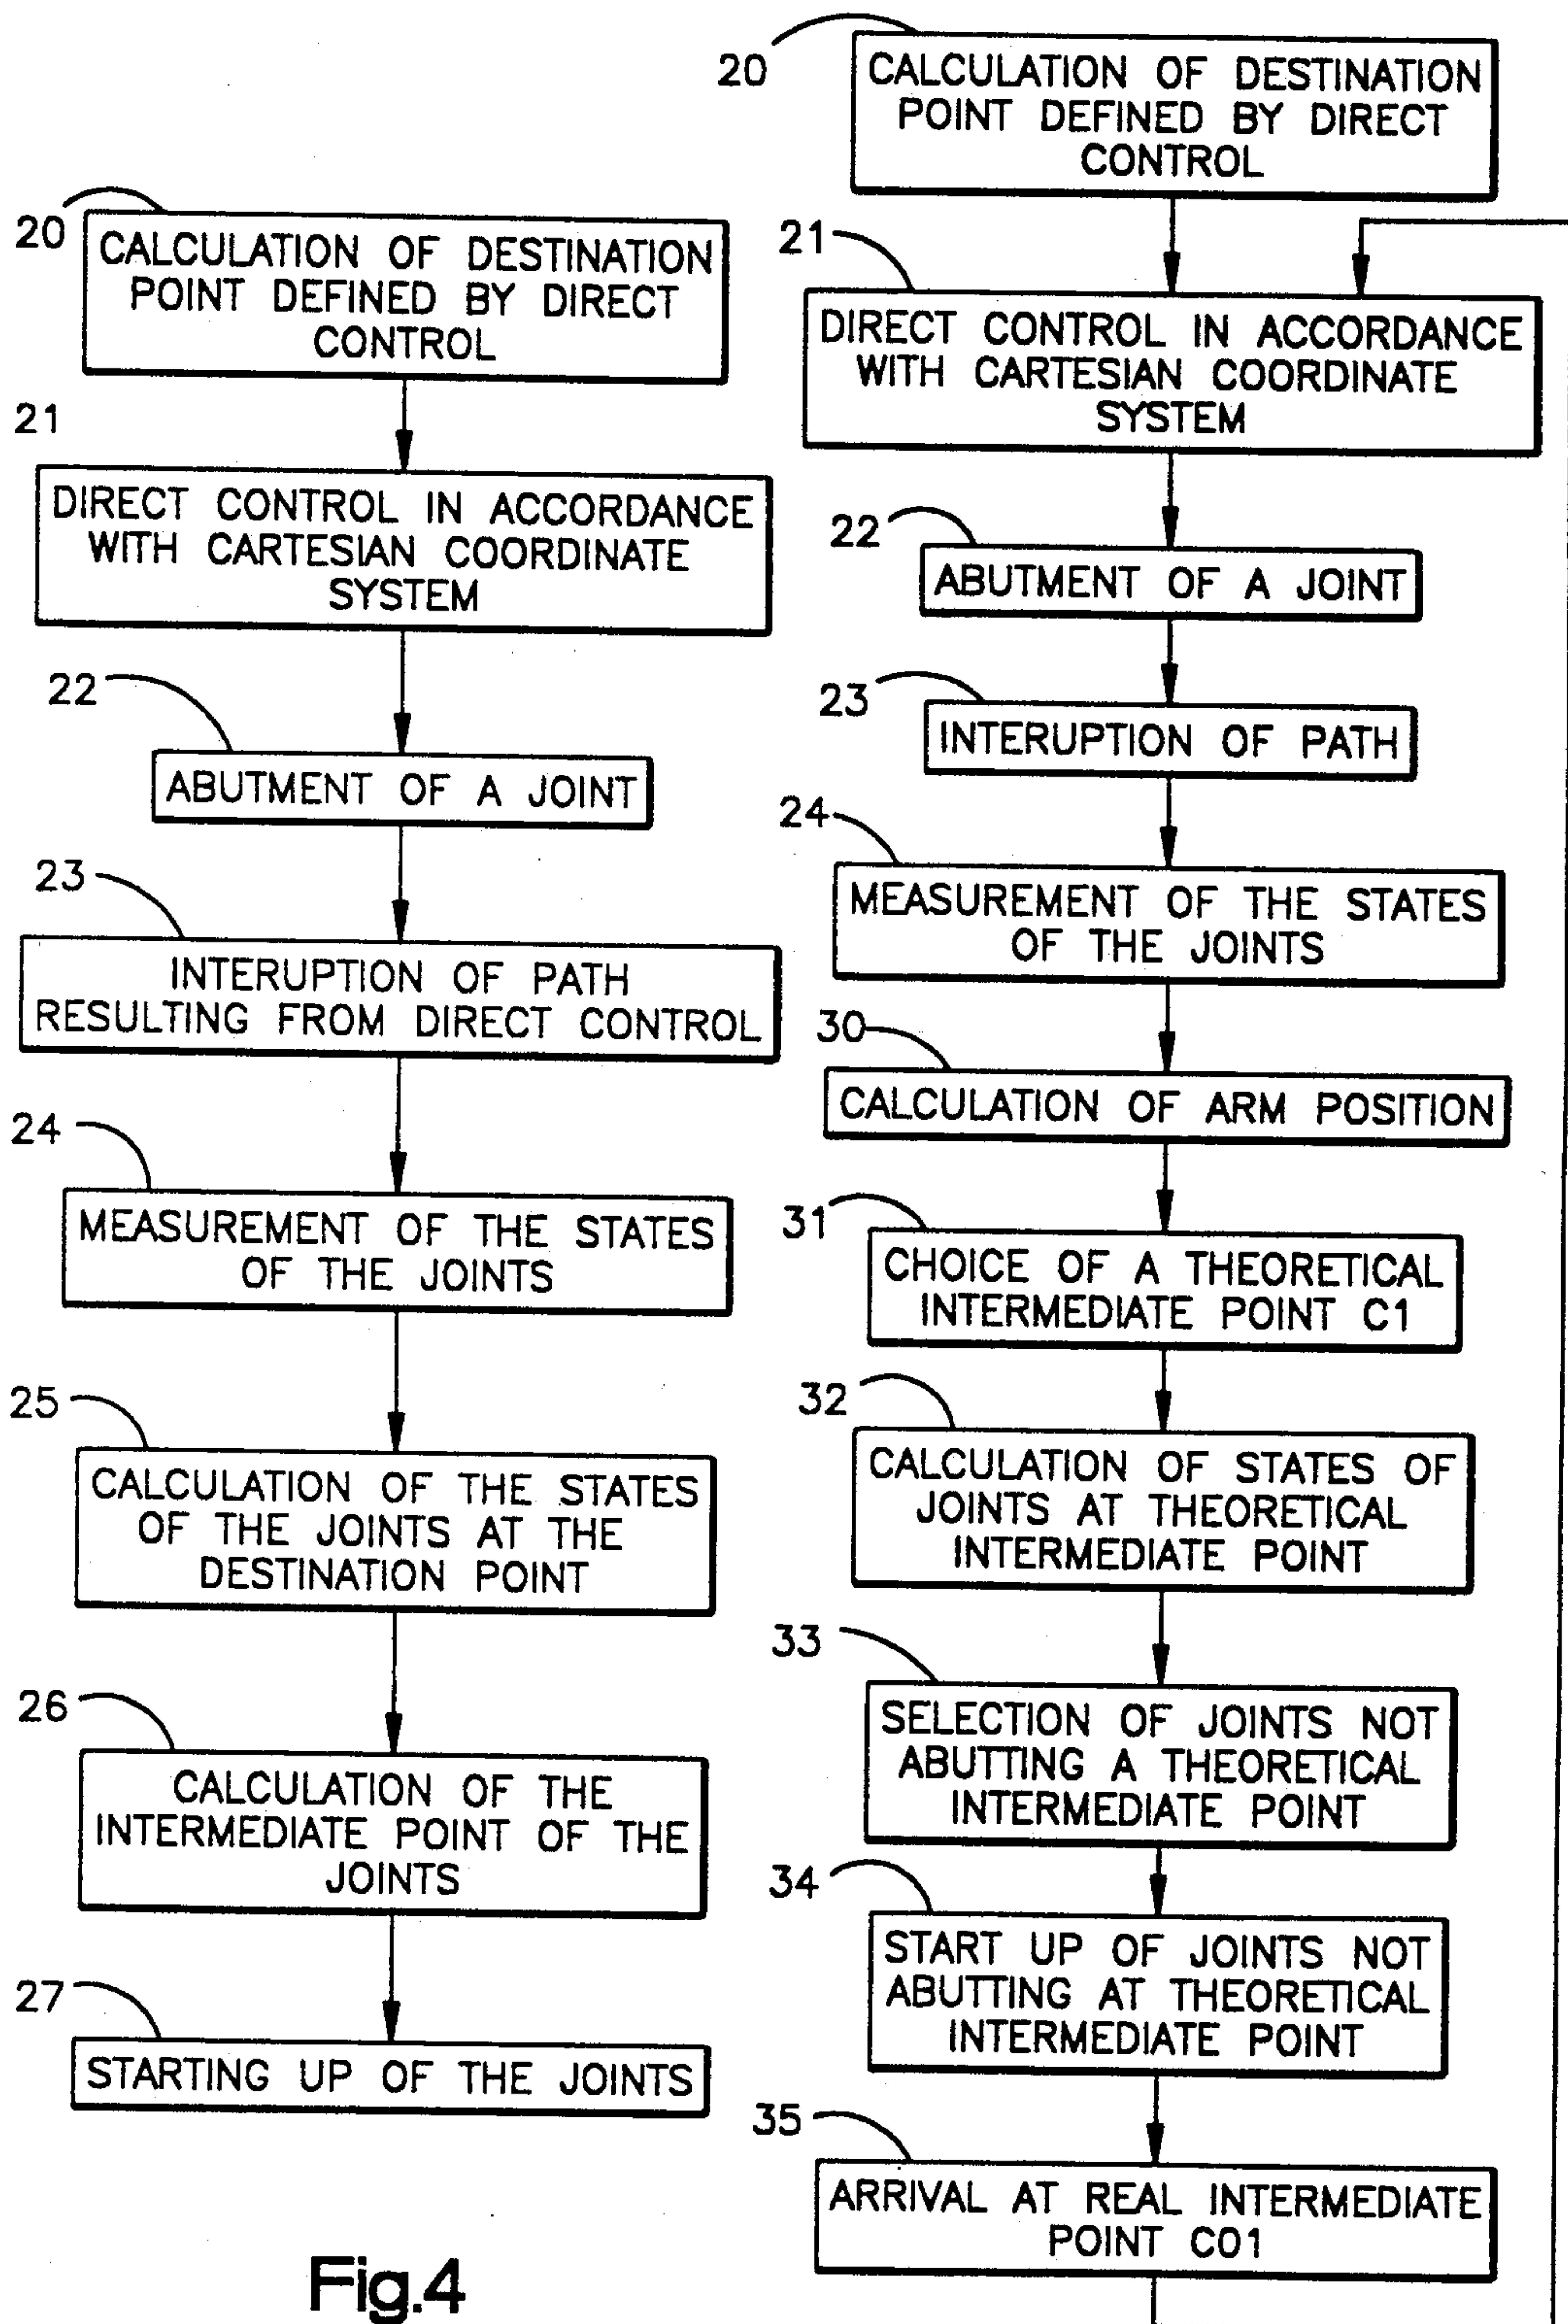 20
CALCULATION OF DESTINATION
POINT DEFINED BY DIRECT
CONTROL
21
DIRECT CONTROL IN ACCORDANCE
WITH CARTESIAN COORDINATE
SYSTEM
22
ABUTMENT OF A JOINT
23
INTERUPTION OF PATH
RESULTING FROM DIRECT CONTROL
24
MEASUREMENT OF THE STATES
OF THE JOINTS
25
CALCULATION OF THE STATES
OF THE JOINTS AT THE
DESTINATION POINT
26
CALCULATION OF THE
INTERMEDIATE POINT OF THE
JOINTS
27
STARTING UP OF THE JOINTS
Fig.4
20
CALCULATION OF DESTINATION
POINT DEFINED BY DIRECT
CONTROL
21
DIRECT CONTROL IN ACCORDANCE
WITH CARTESIAN COORDINATE
SYSTEM
22
ABUTMENT OF A JOINT
23
INTERUPTION OF PATH
24
MEASUREMENT OF THE STATES
OF THE JOINTS
30
CALCULATION OF ARM POSITION
31
CHOICE OF A THEORETICAL
INTERMEDIATE POINT C1
32
CALCULATION OF STATES OF
JOINTS AT THEORETICAL
INTERMEDIATE POINT
33
SELECTION OF JOINTS NOT
ABUTTING A THEORETICAL
INTERMEDIATE POINT
34
START UP OF JOINTS NOT
ABUTTING AT THEORETICAL
INTERMEDIATE POINT
35
ARRIVAL AT REAL INTERMEDIATE
POINT C01